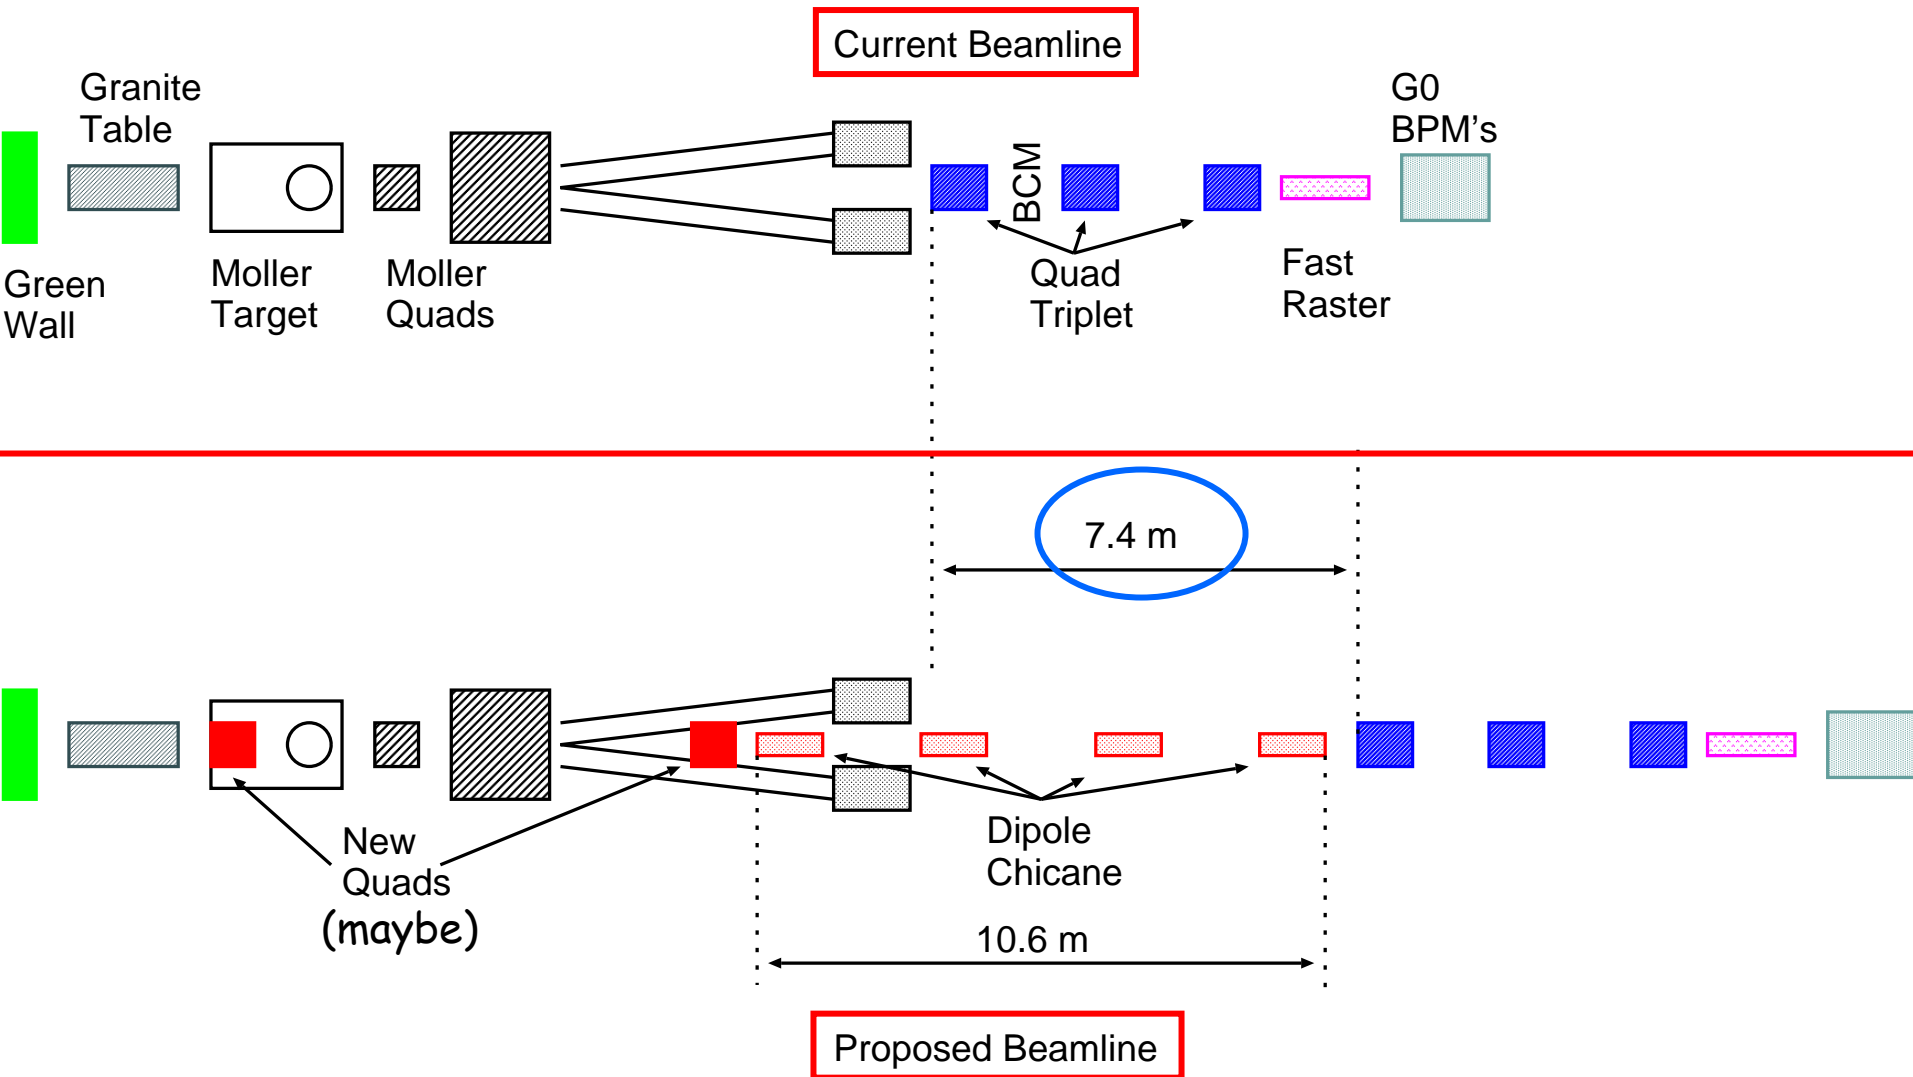 Current Beamline
Granite
Table
G0
BPM's
BCM
Green
Wall
Moller
Target
Moller
Quads
Quad
Triplet
Fast
Raster
7.4 m
New
Quads
(maybe)
Dipole
Chicane
10.6 m
Proposed Beamline